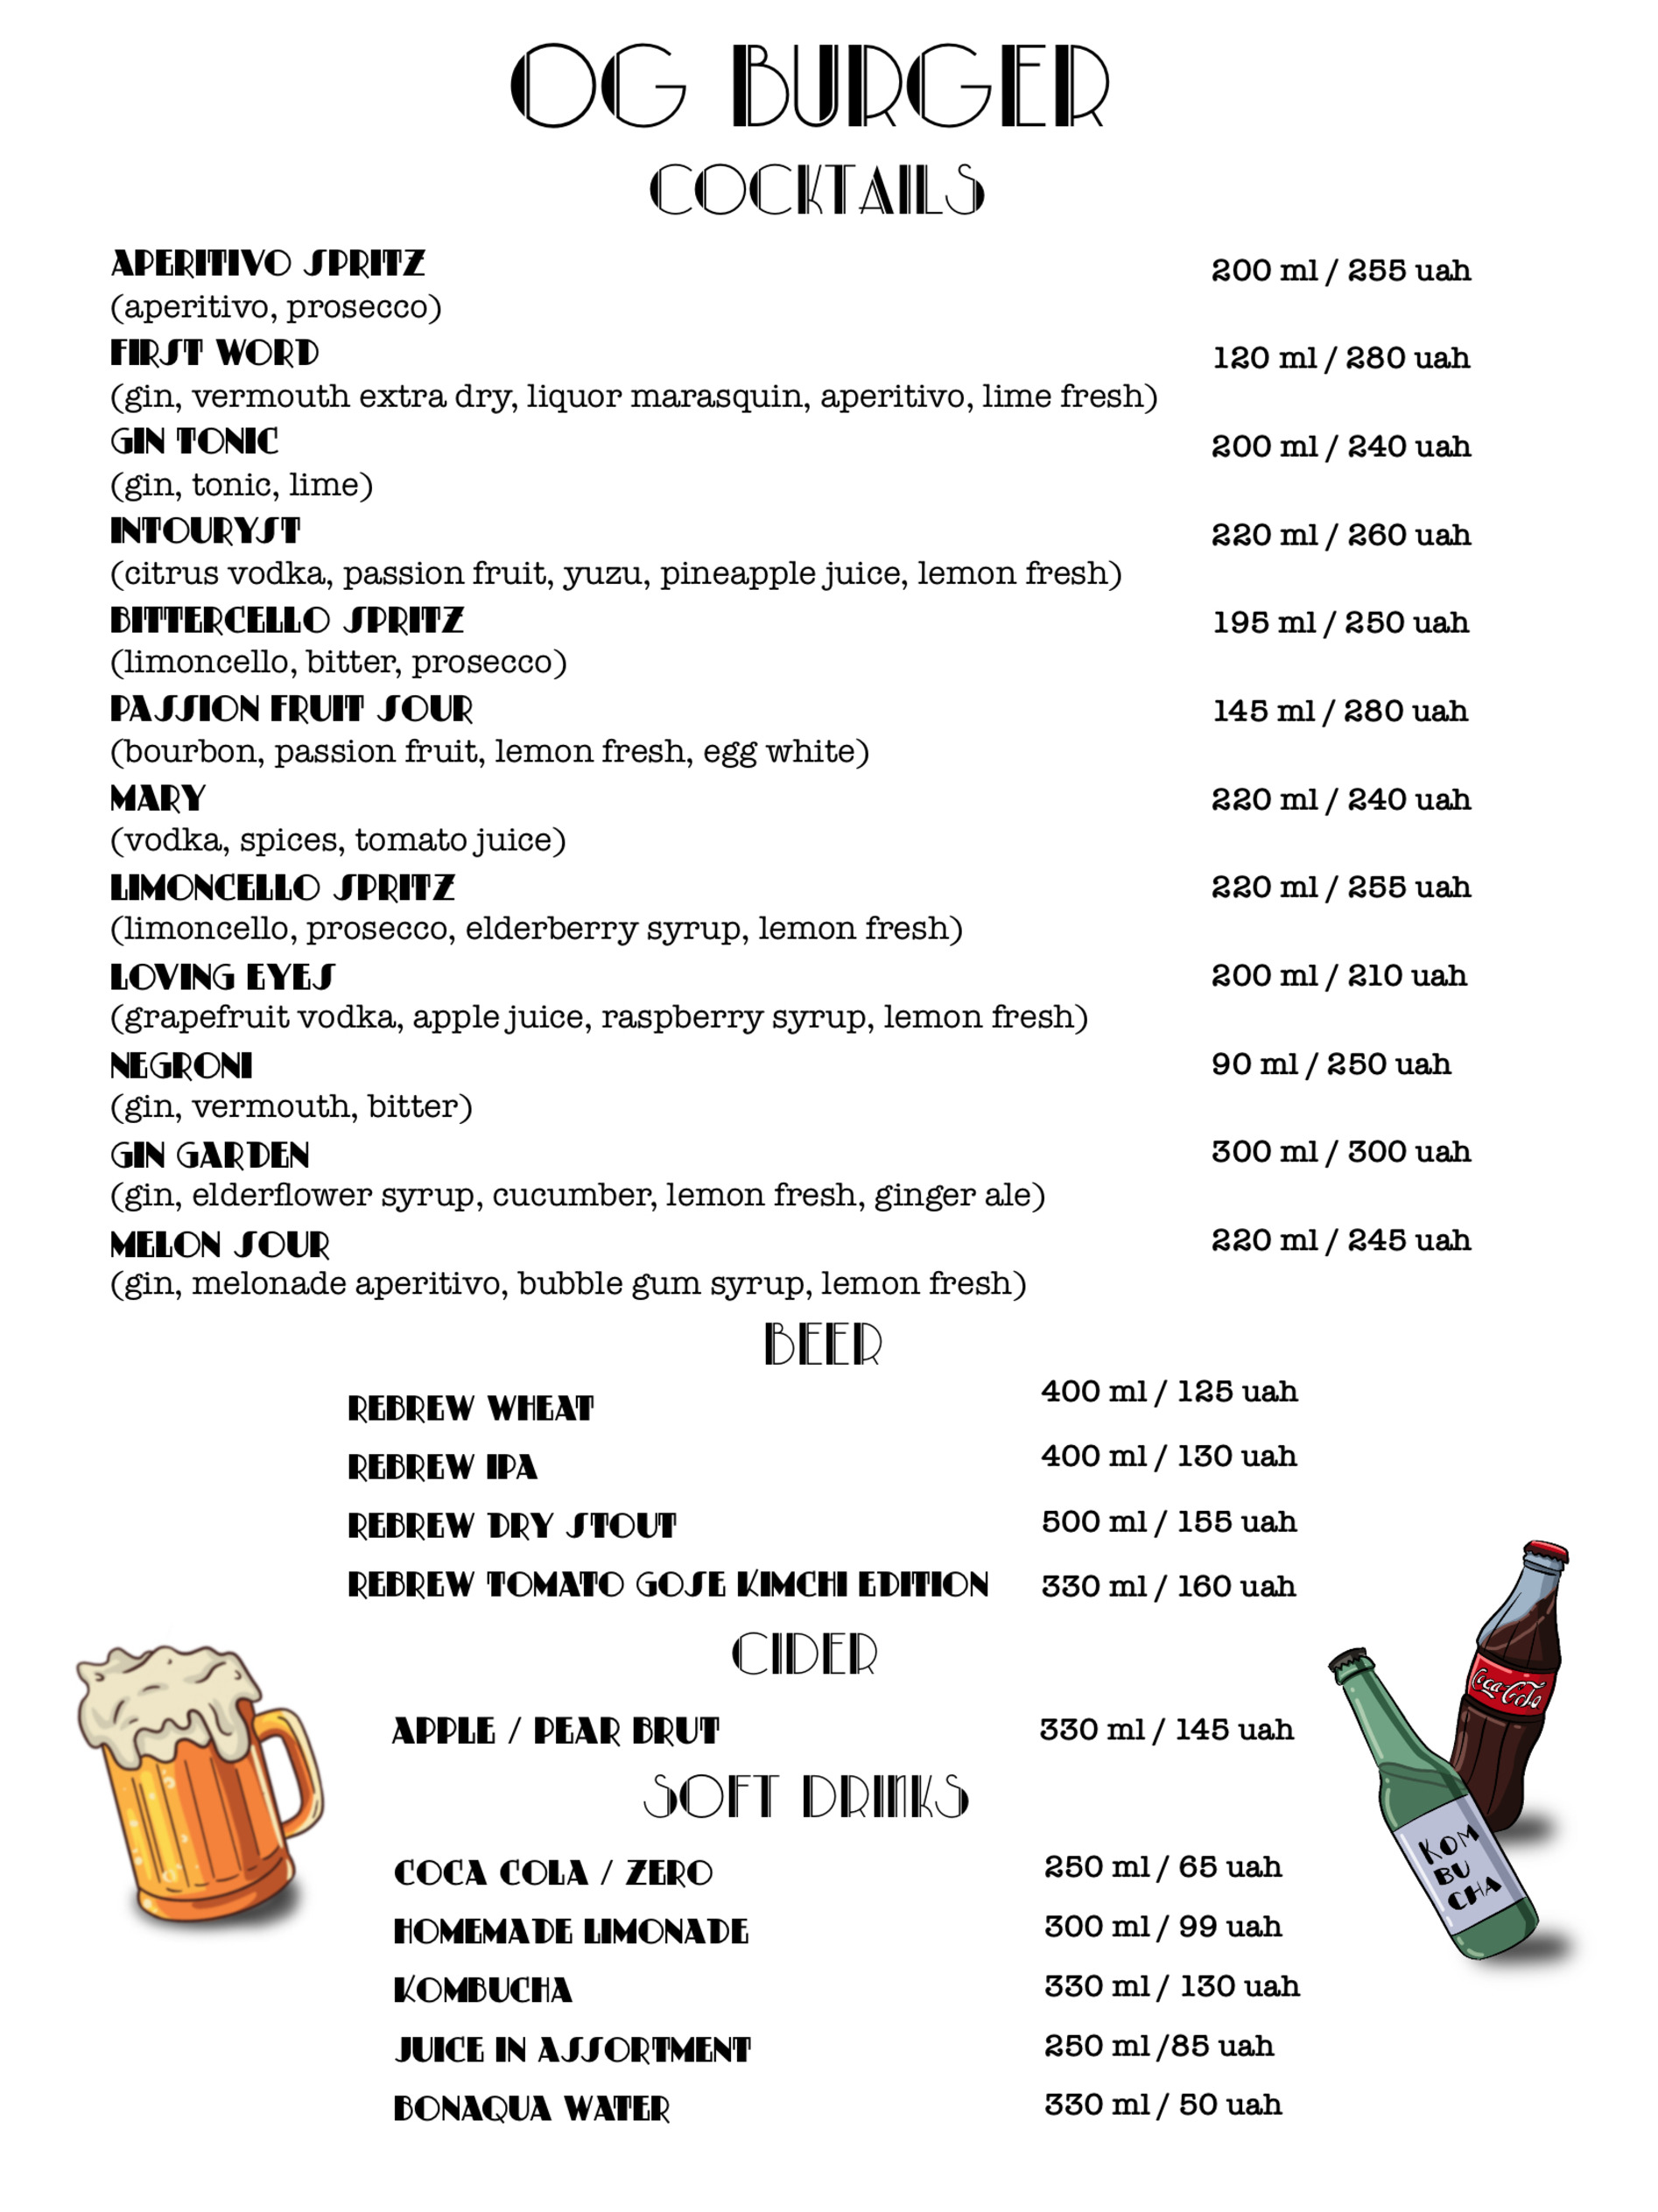 OG BURGER
COCKTAILS
APERITIVO SPRITZ 200 ml / 255 uah
(aperitivo, prosecco)
FIRST WORD 120 ml / 280 uah
(gin, vermouth extra dry, liquor marasquin, aperitivo, lime fresh)
GIN TONIC 200 ml / 240 uah
(gin, tonic, lime)
INTOURYST 220 ml / 260 uah
(citrus vodka, passion fruit, yuzu, pineapple juice, lemon fresh)
BITTERCELLO SPRITZ 195 ml / 250 uah
(limoncello, bitter, prosecco)
PASSION FRUIT SOUR 145 ml / 280 uah
(bourbon, passion fruit, lemon fresh, egg white)
MARY 220 ml / 240 uah
(vodka, spices, tomato juice)
LIMONCELLO SPRITZ 220 ml / 255 uah
(limoncello, prosecco, elderberry syrup, lemon fresh)
LOVING EYES 200 ml / 210 uah
(grapefruit vodka, apple juice, raspberry syrup, lemon fresh)
NEGRONI 90 ml / 250 uah
(gin, vermouth, bitter)
GIN GARDEN 300 ml / 300 uah
(gin, elderflower syrup, cucumber, lemon fresh, ginger ale)
MELON SOUR 220 ml / 245 uah
(gin, melonade aperitivo, bubble gum syrup, lemon fresh)
BEER
REBREW WHEAT 400 ml / 125 uah
REBREW IPA 400 ml / 130 uah
REBREW DRY STOUT 500 ml / 155 uah
REBREW TOMATO GOSE KIMCHI EDITION 330 ml / 160 uah
CIDER
APPLE / PEAR BRUT 330 ml / 145 uah
SOFT DRINKS
COCA COLA / ZERO 250 ml / 65 uah
HOMEMADE LIMONADE 300 ml / 99 uah
KOMBUCHA 330 ml / 130 uah
JUICE IN ASSORTMENT 250 ml /85 uah
BONAQUA WATER 330 ml / 50 uah
Coca-Cola
KOM
BU
CHA